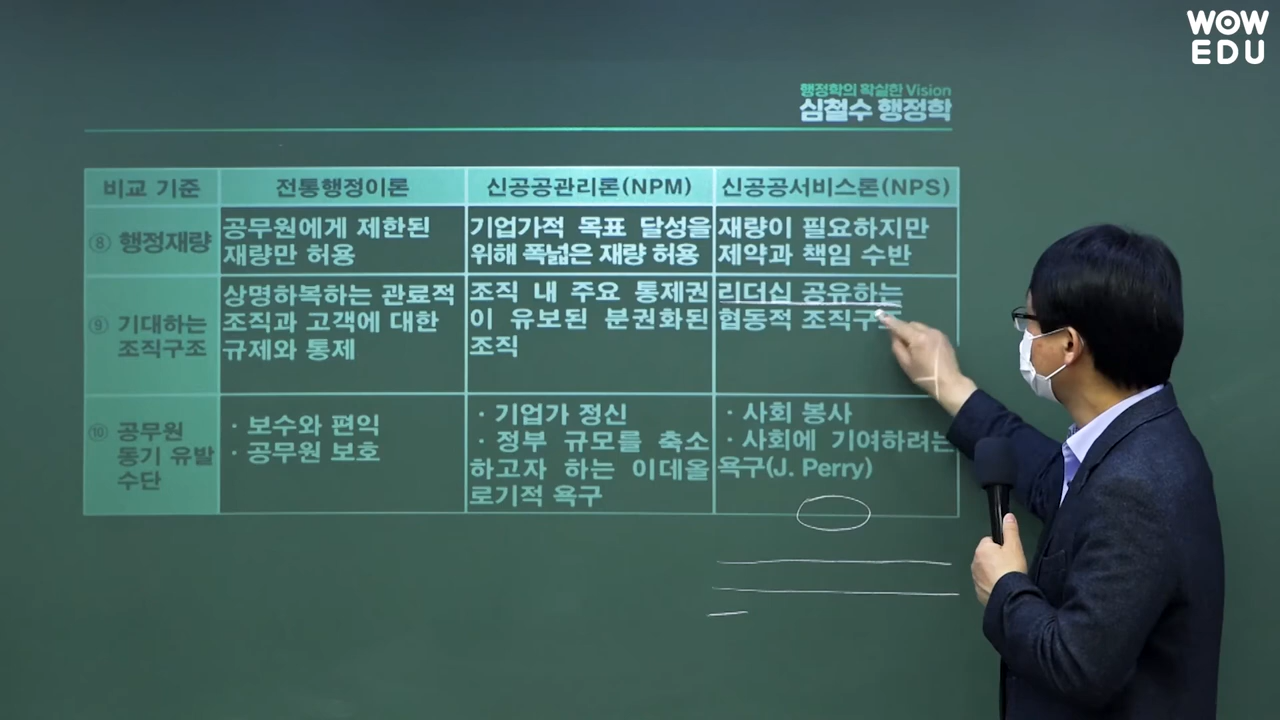 WOW
EDU
행정학의 확실한 Vision
심철수 행정학
비교 기준
전통행정이론
신공공관리론(NPM)
신공공서비스론(NPS)
⑧ 행정재량
공무원에게 제한된
재량만 허용
기업가적 목표 달성을
위해 폭넓은 재량 허용
재량이 필요하지만
제약과 책임 수반
⑨ 기대하는
조직구조
상명하복하는 관료적
조직과 고객에 대한
규제와 통제
조직 내 주요 통제권
이 유보된 분권화된
조직
리더십 공유하는
협동적 조직구조
⑩ 공무원
동기 유발
수단
· 보수와 편익
· 공무원 보호
· 기업가 정신
· 정부 규모를 축소
하고자 하는 이데올
로기적 욕구
· 사회 봉사
· 사회에 기여하려는
욕구(J. Perry)